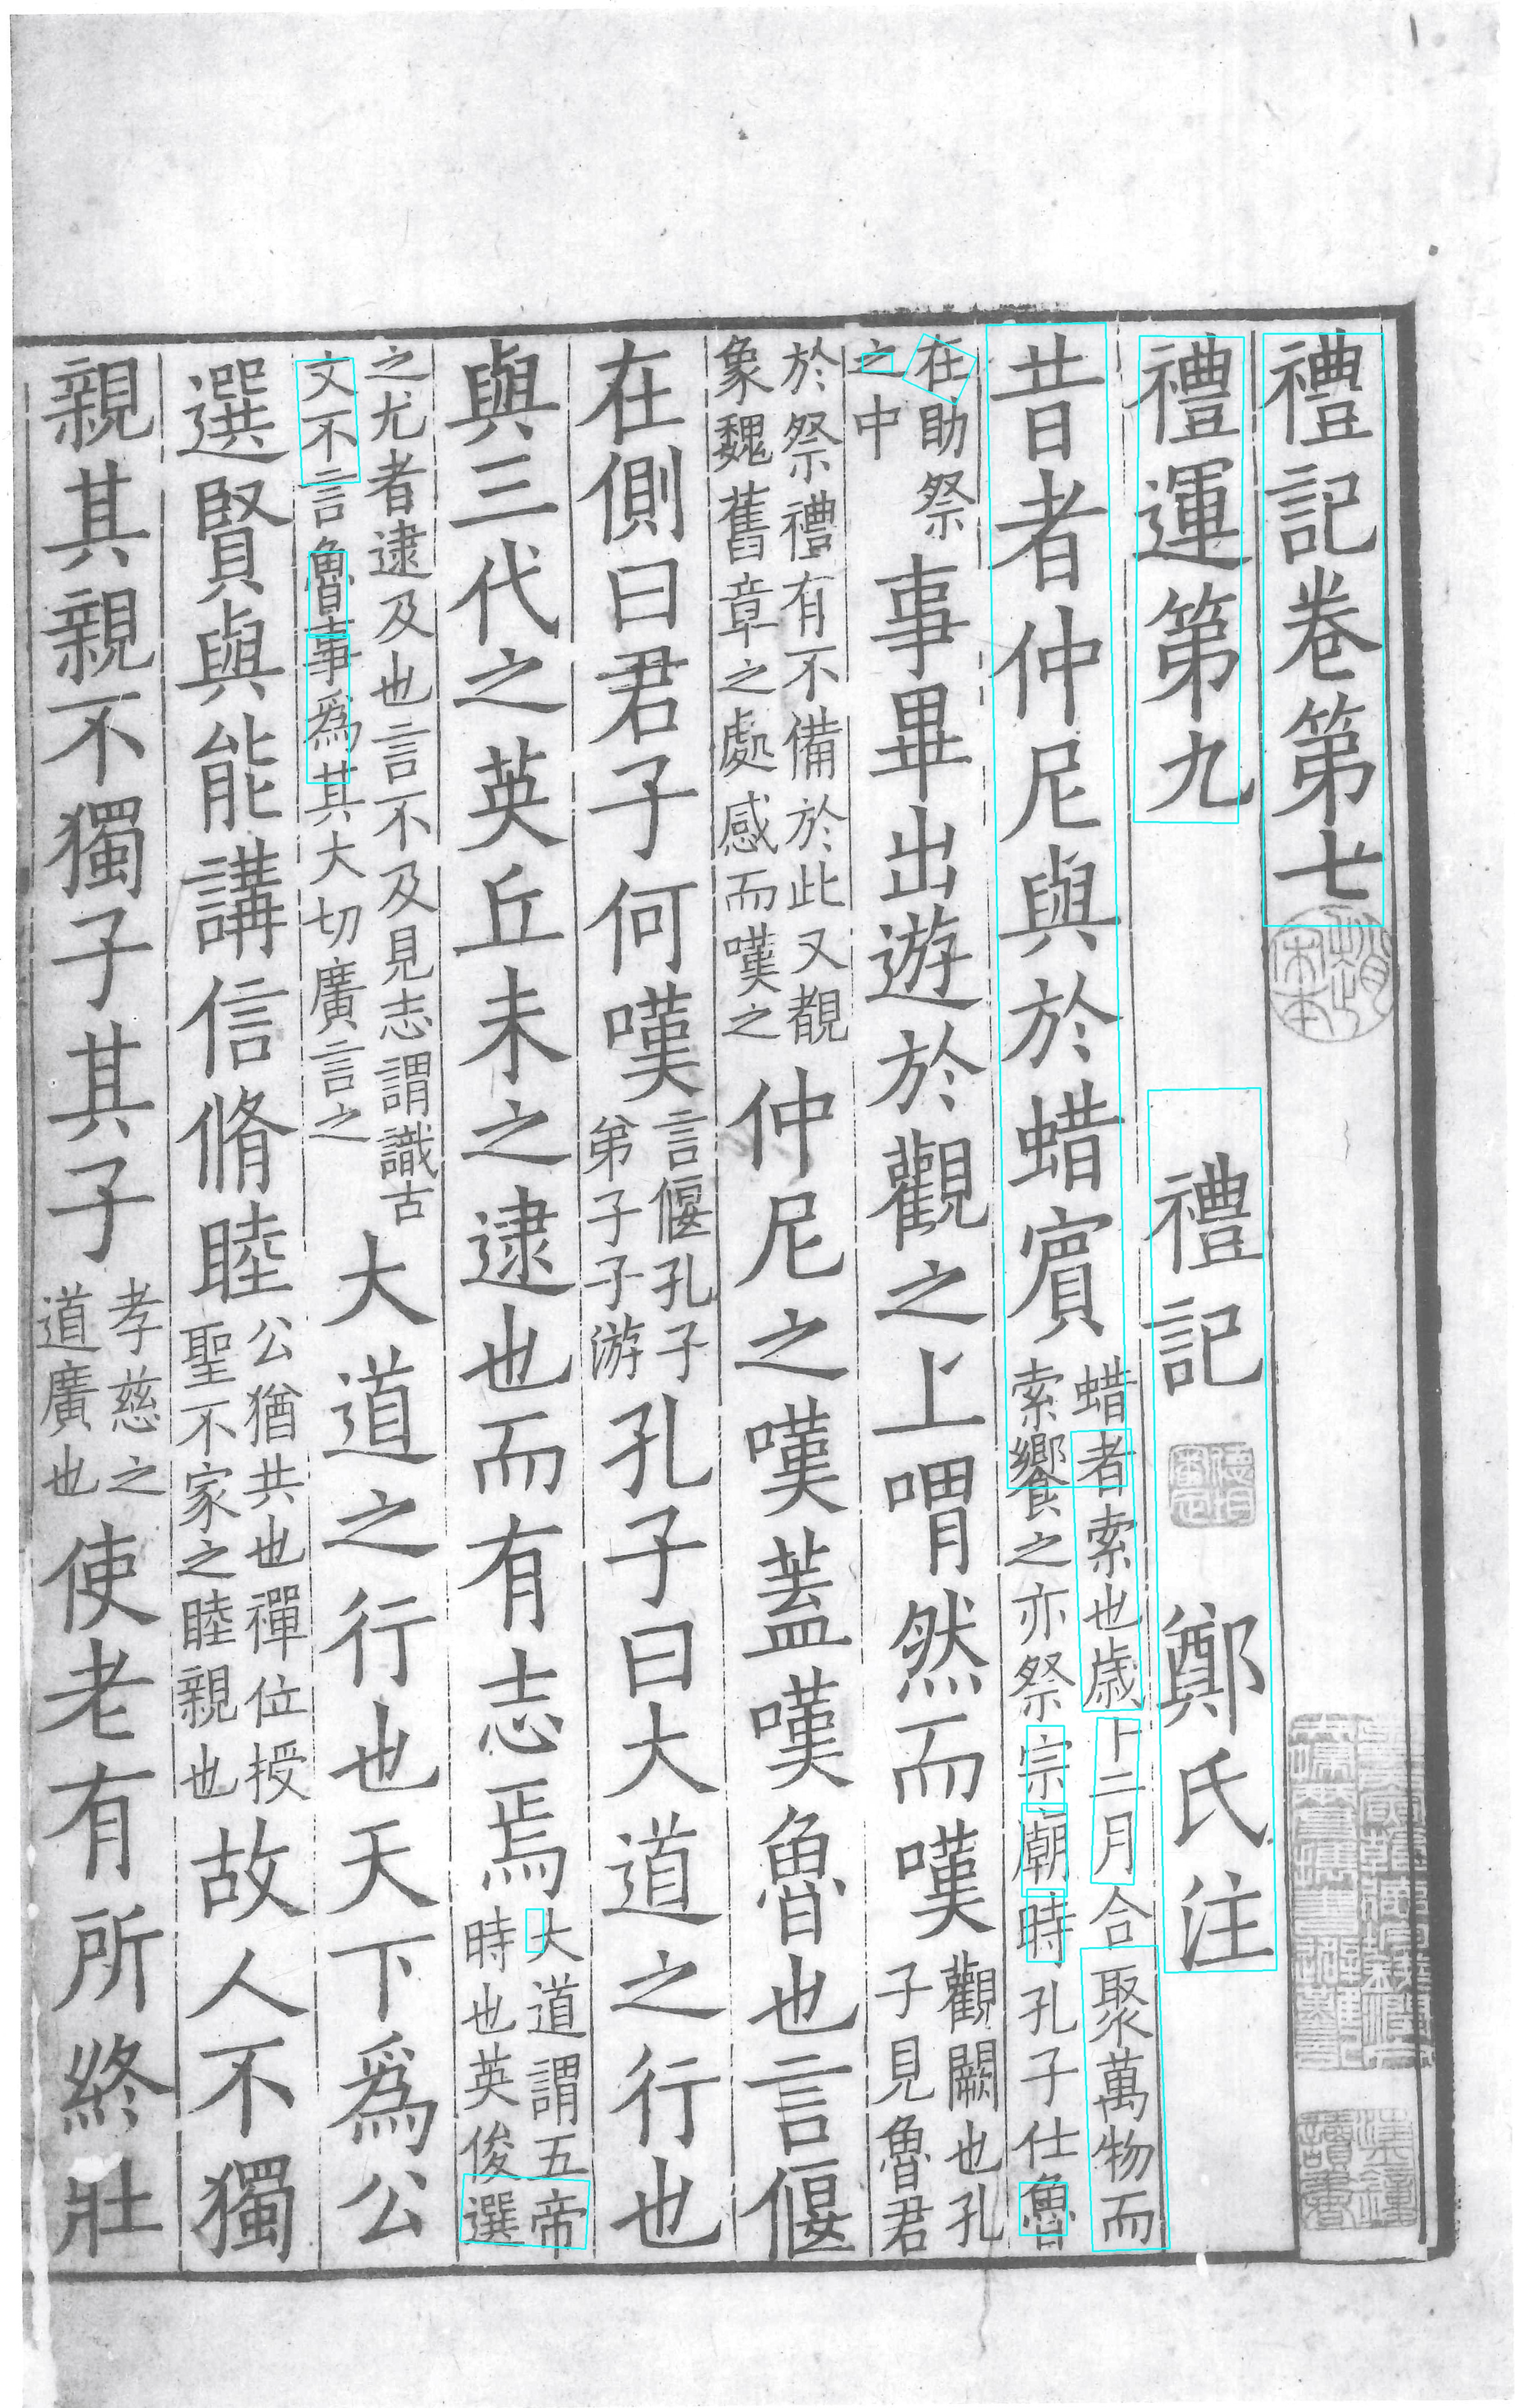 禮記卷第七
禮運第九 禮記 鄭氏注
昔者仲尼與於蜡賓蜡者索也歲十二月合聚萬物而索饗之亦祭宗廟時孔子仕魯
在助祭之中事畢出遊於觀之上喟然而嘆觀闕也孔子見魯君
於祭禮有不備於此又覩象魏舊章之處感而嘆之仲尼之嘆蓋嘆魯也言偃
在側曰君子何嘆言偃孔子弟子子游孔子曰大道之行也
與三代之英丘未之逮也而有志焉大道謂五帝時也英俊選
之尤者逮及也言不及見志謂識古文不言魯事爲其大切廣言之大道之行也天下爲公
選賢與能講信脩睦公猶共也禪位授聖不家之睦親也故人不獨
親其親不獨子其子孝慈之道廣也使老有所終壯